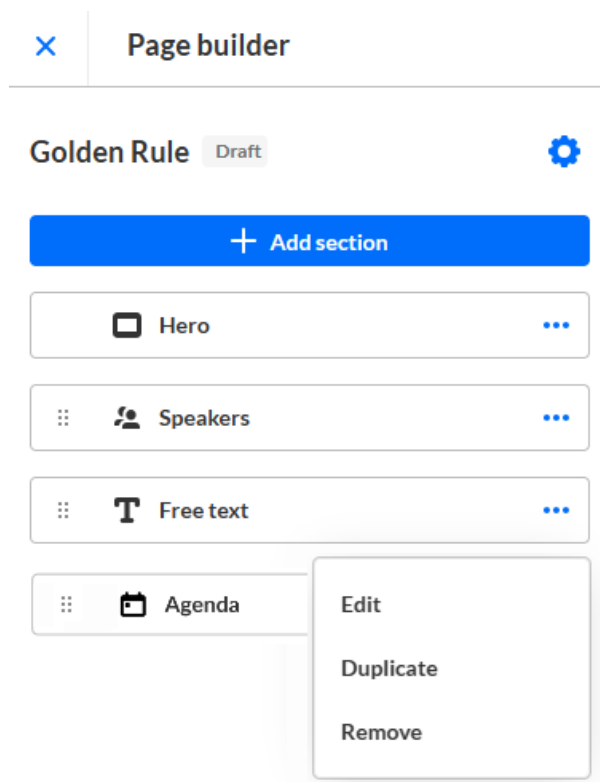 Page builder
Golden Rule Draft
Add section
Hero
Speakers
Free text
Agenda
Edit
Duplicate
Remove